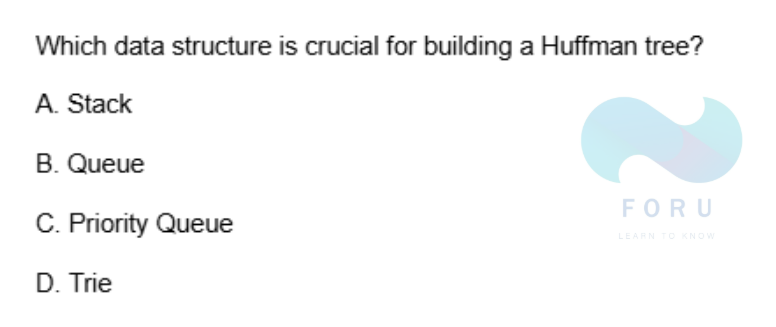 Which data structure is crucial for building a Huffman tree?
A. Stack
B. Queue
C. Priority Queue
D. Trie
FORU
LEARN TO KNOW